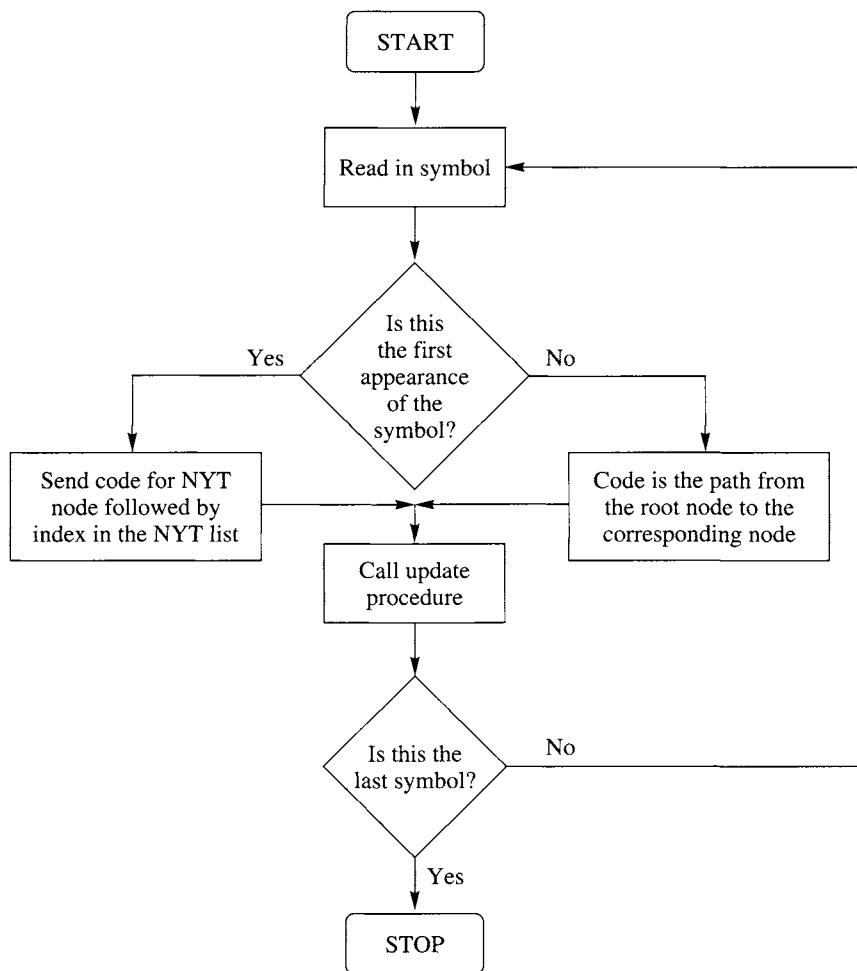 START
Read in symbol
Is this
the first
appearance
of the
symbol?
Yes
No
Send code for NYT
node followed by
index in the NYT list
Code is the path from
the root node to the
corresponding node
Call update
procedure
Is this the
last symbol?
No
Yes
STOP